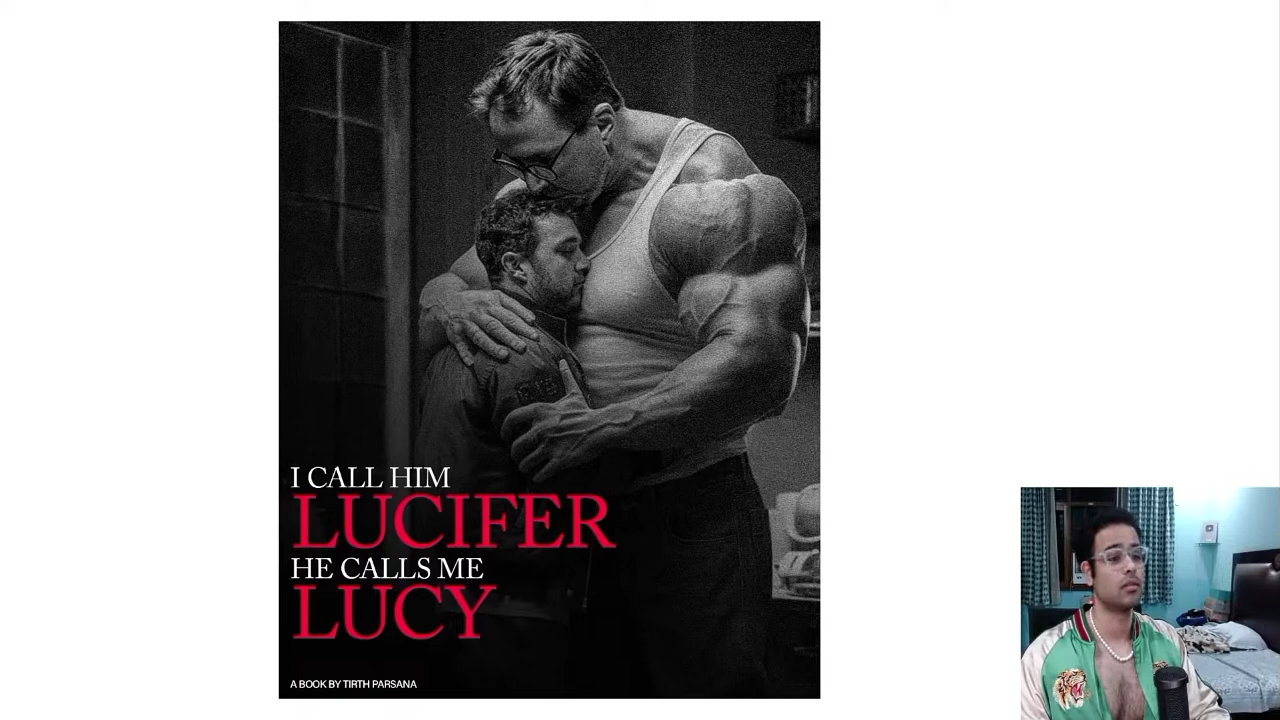 I CALL HIM
LUCIFER
HE CALLS ME
LUCY
A BOOK BY TIRTH PARSANA